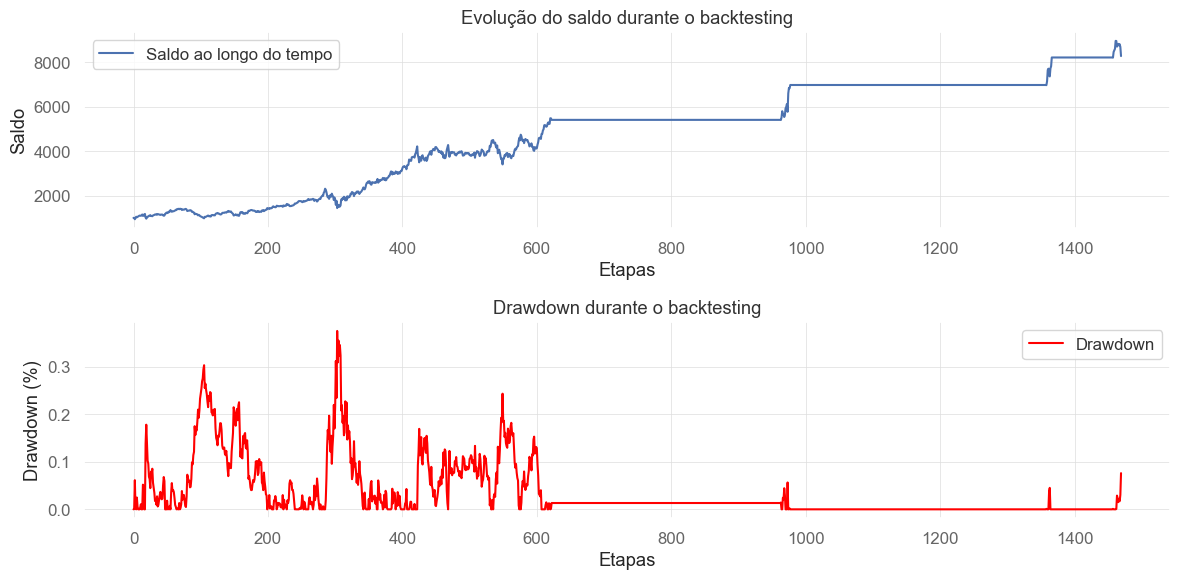 Evolução do saldo durante o backtesting
Saldo ao longo do tempo
8000
6000
4000
2000
Saldo
0 200 400 600 800 1000 1200 1400
Etapas
Drawdown durante o backtesting
Drawdown
0.3
0.2
0.1
0.0
Drawdown (%)
0 200 400 600 800 1000 1200 1400
Etapas